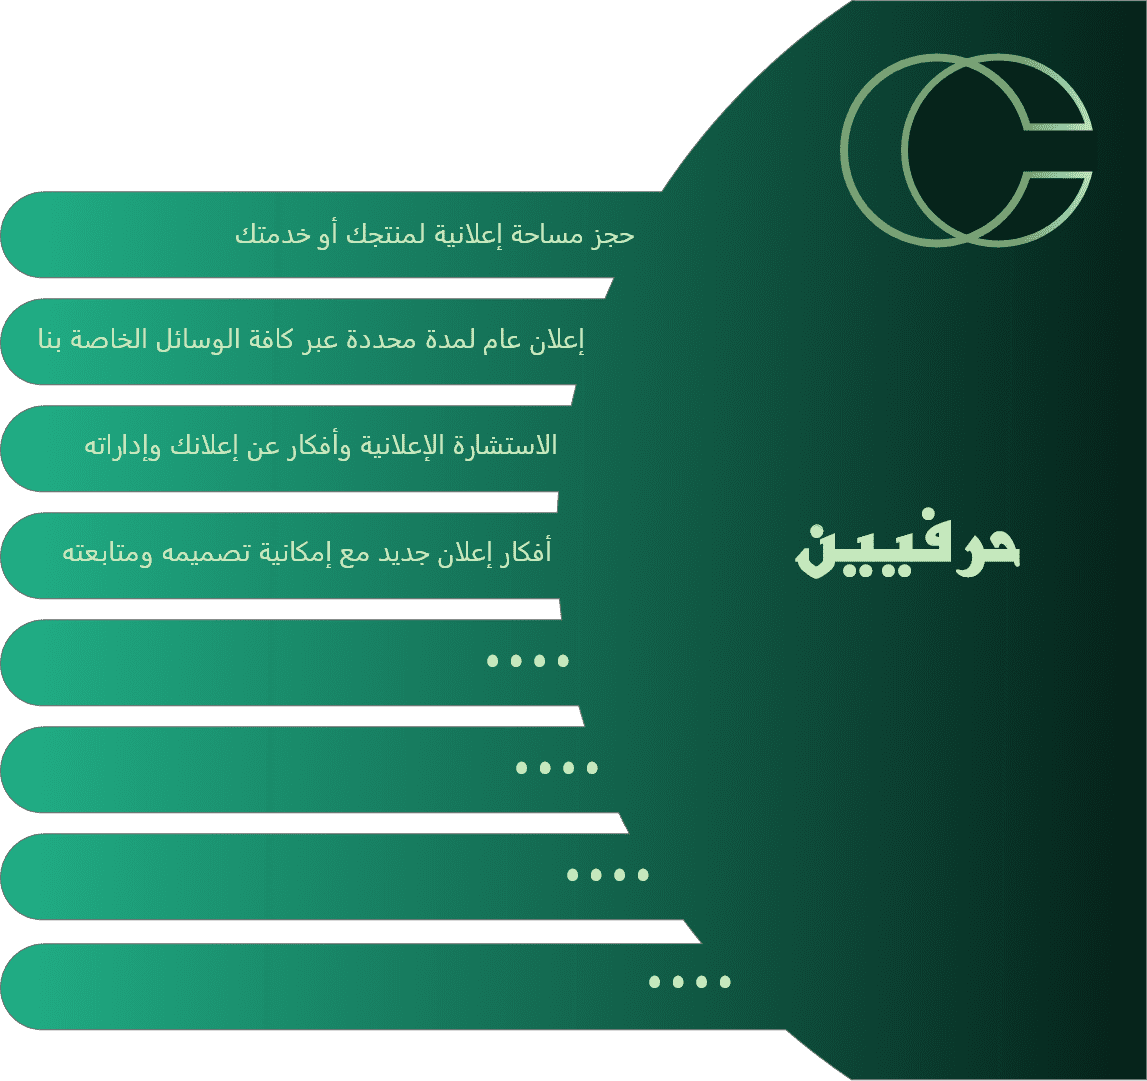 حجز مساحة إعلانية لمنتجك أو خدمتك
إعلان عام لمدة محددة عبر كافة الوسائل الخاصة بنا
الاستشارة الإعلانية وأفكار عن إعلانك وإداراته
أفكار إعلان جديد مع إمكانية تصميمه ومتابعته
حرفيين
....
....
....
....